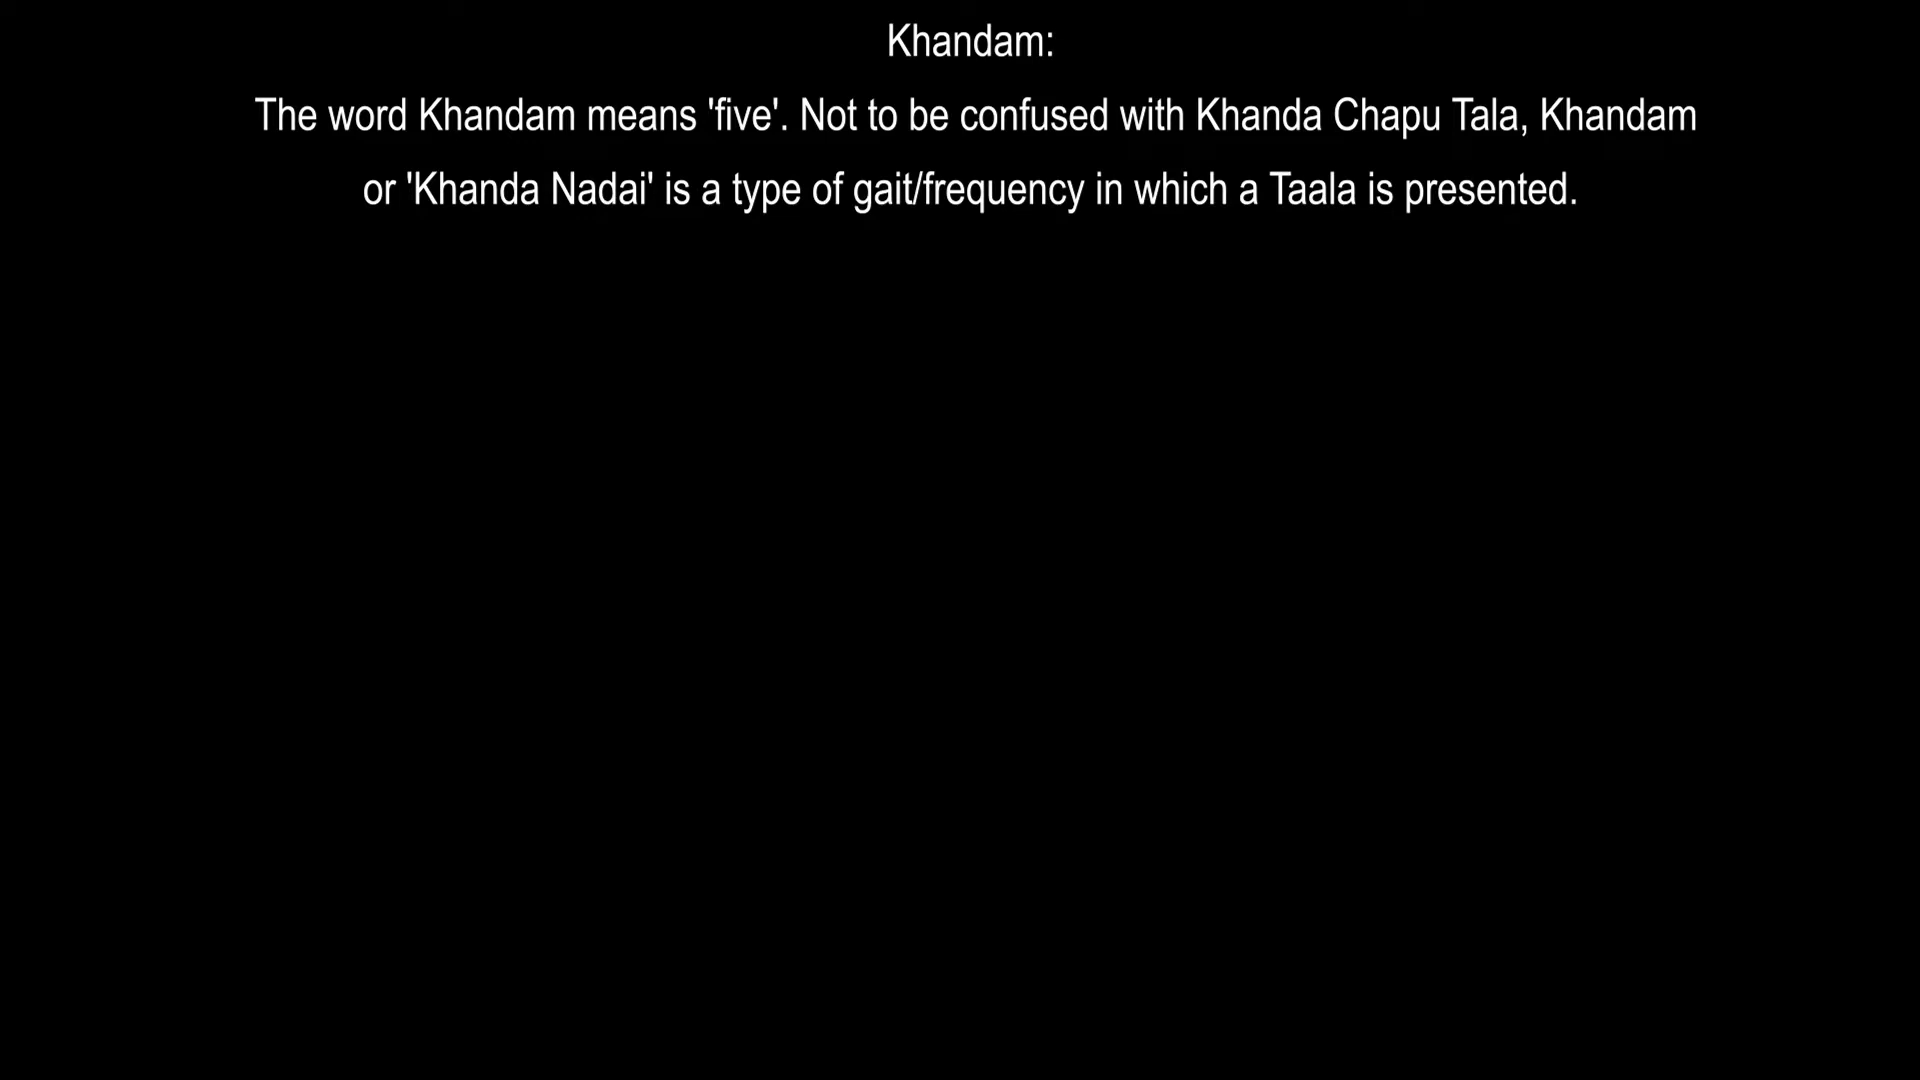 Khandam:
The word Khandam means 'five'. Not to be confused with Khanda Chapu Tala, Khandam
or 'Khanda Nadai' is a type of gait/frequency in which a Taala is presented.